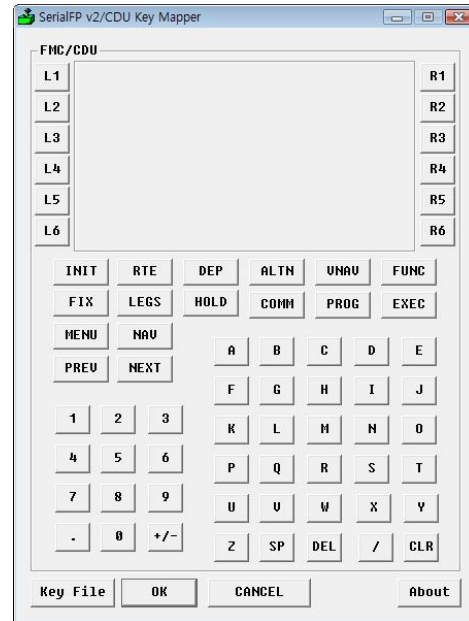 SerialFP v2/CDU Key Mapper
FMC/CDU
L1 R1
L2 R2
L3 R3
L4 R4
L5 R5
L6 R6
INIT RTE DEP ALTN VNAV FUNC
FIX LEGS HOLD COMM PROG EXEC
MENU NAV
PREV NEXT
A B C D E
F G H I J
K L M N O
P Q R S T
U V W X Y
Z SP DEL / CLR
1 2 3
4 5 6
7 8 9
. 0 +/-
Key File OK CANCEL About